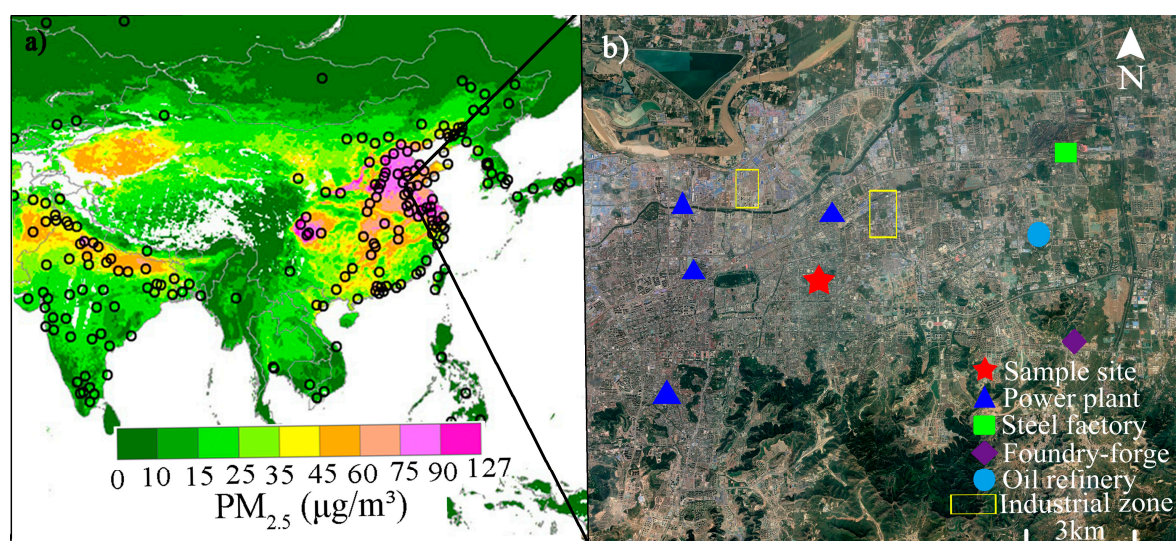 a)
0 10 15 25 35 45 60 75 90 127
PM2.5 (μg/m³)
b)
N
Sample site
Power plant
Steel factory
Foundry-forge
Oil refinery
Industrial zone
3km